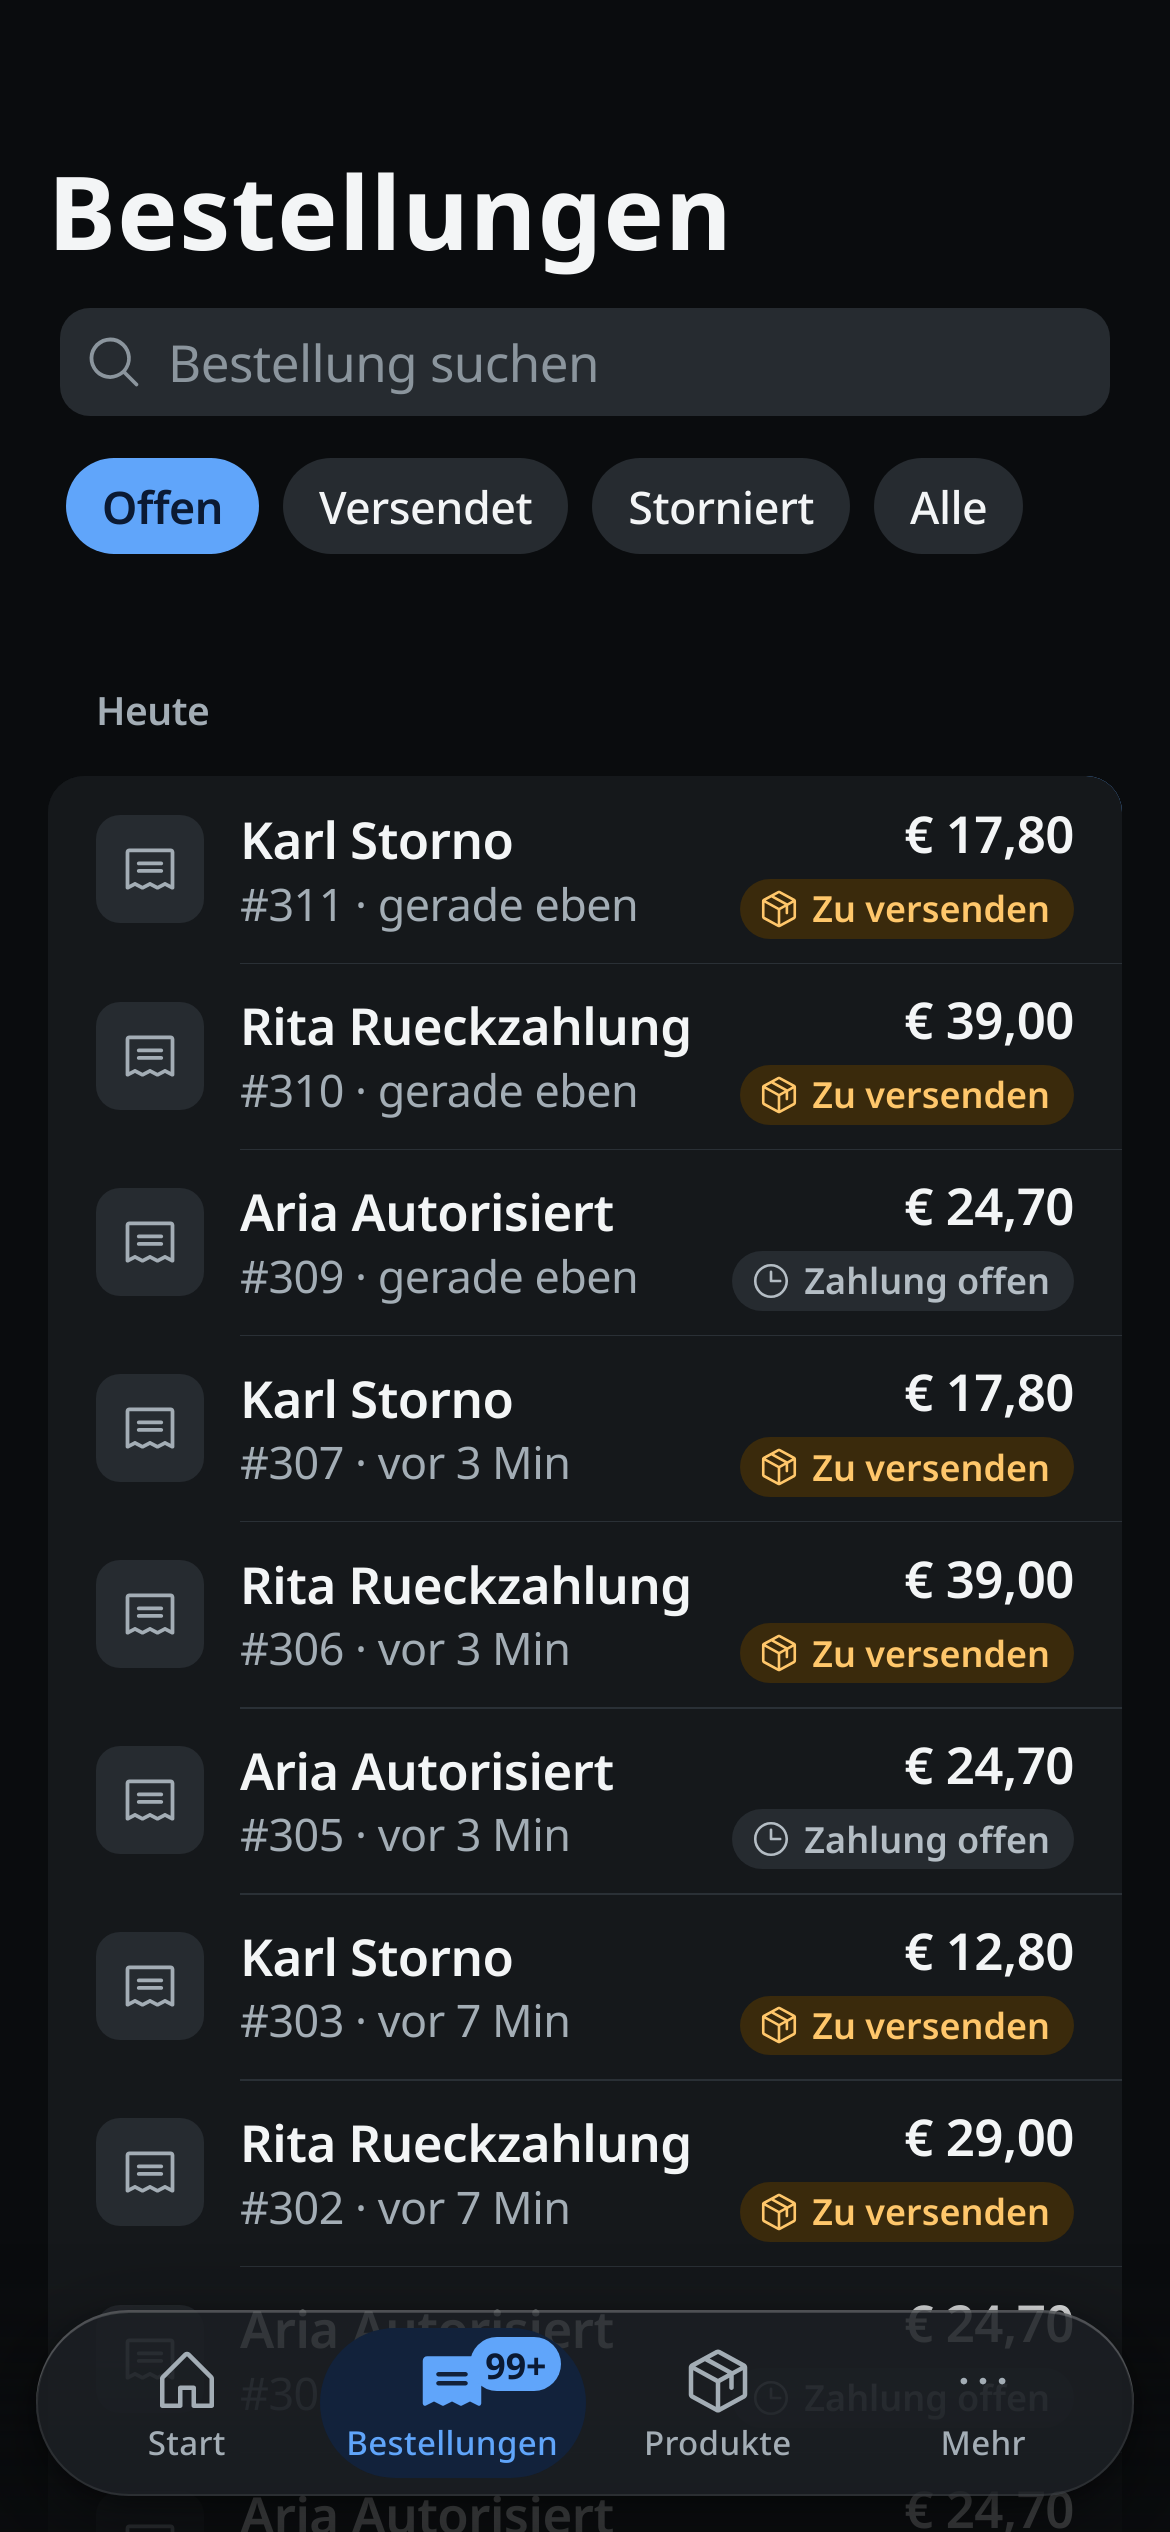 Bestellungen
Bestellung suchen
Offen Versendet Storniert Alle
Heute
Karl Storno € 17,80
#311 · gerade eben Zu versenden
Rita Rueckzahlung € 39,00
#310 · gerade eben Zu versenden
Aria Autorisiert € 24,70
#309 · gerade eben Zahlung offen
Karl Storno € 17,80
#307 · vor 3 Min Zu versenden
Rita Rueckzahlung € 39,00
#306 · vor 3 Min Zu versenden
Aria Autorisiert € 24,70
#305 · vor 3 Min Zahlung offen
Karl Storno € 12,80
#303 · vor 7 Min Zu versenden
Rita Rueckzahlung € 29,00
#302 · vor 7 Min Zu versenden
Aria Autorisiert € 24,70
Zahlung offen
99+
Start Bestellungen Produkte Mehr
Aria Autorisiert € 24,70